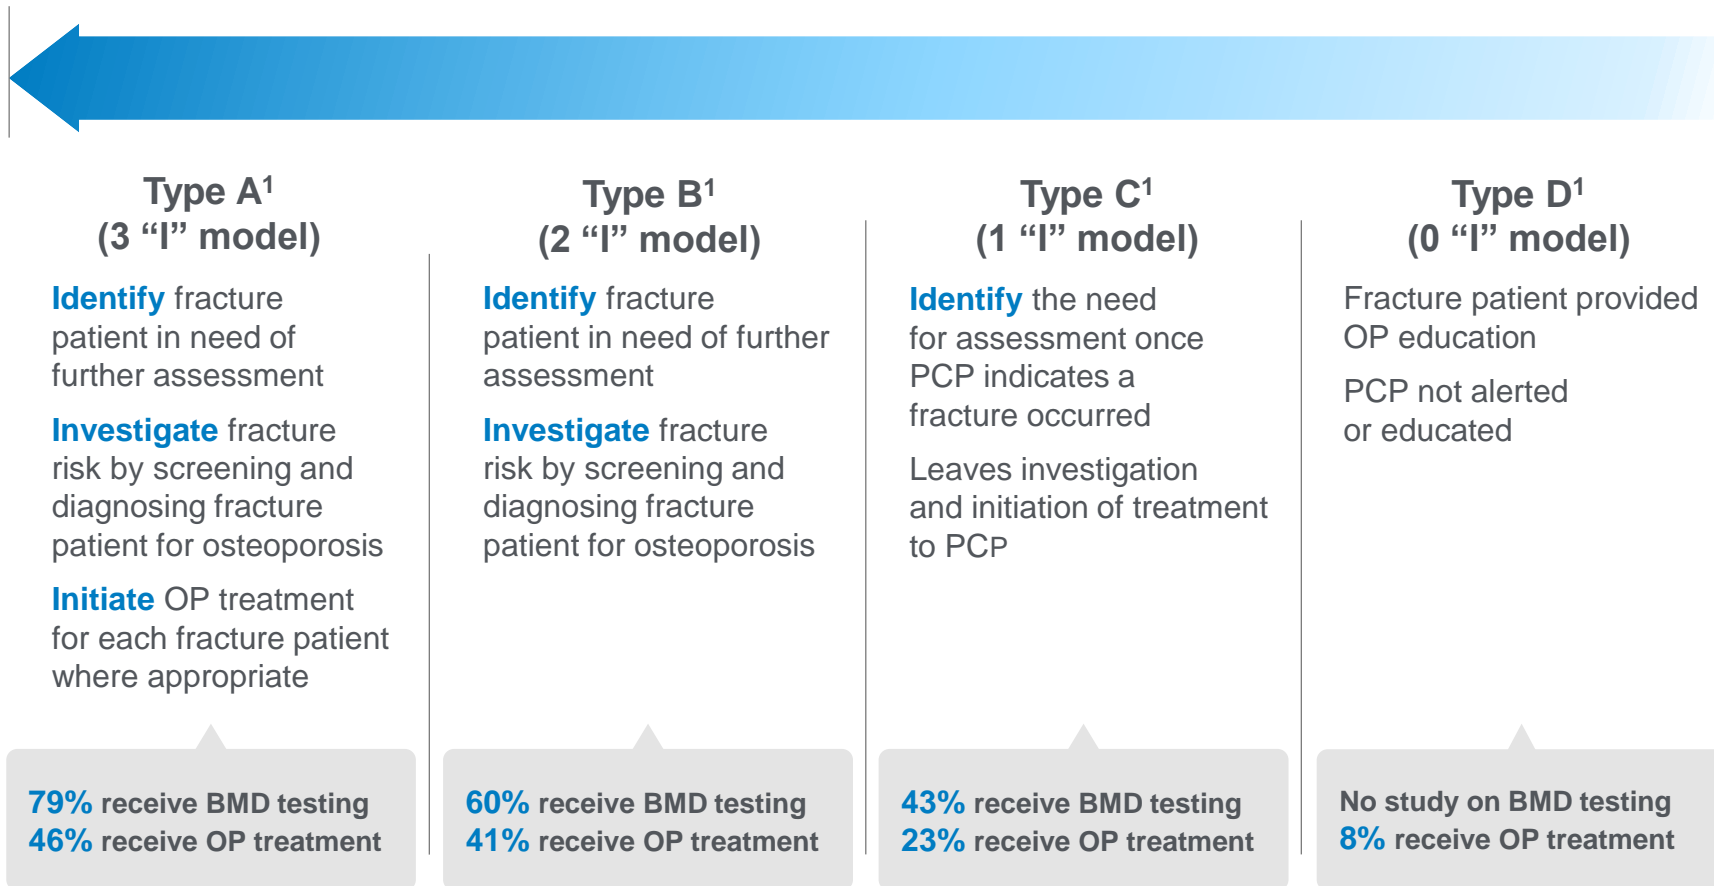 Type A¹
(3 “I” model)
Identify fracture
patient in need of
further assessment
Investigate fracture
risk by screening and
diagnosing fracture
patient for osteoporosis
Initiate OP treatment
for each fracture patient
where appropriate
79% receive BMD testing
46% receive OP treatment
Type B¹
(2 “I” model)
Identify fracture
patient in need of further
assessment
Investigate fracture
risk by screening and
diagnosing fracture
patient for osteoporosis
60% receive BMD testing
41% receive OP treatment
Type C¹
(1 “I” model)
Identify the need
for assessment once
PCP indicates a
fracture occurred
Leaves investigation
and initiation of treatment
to PCP
43% receive BMD testing
23% receive OP treatment
Type D¹
(0 “I” model)
Fracture patient provided
OP education
PCP not alerted
or educated
No study on BMD testing
8% receive OP treatment